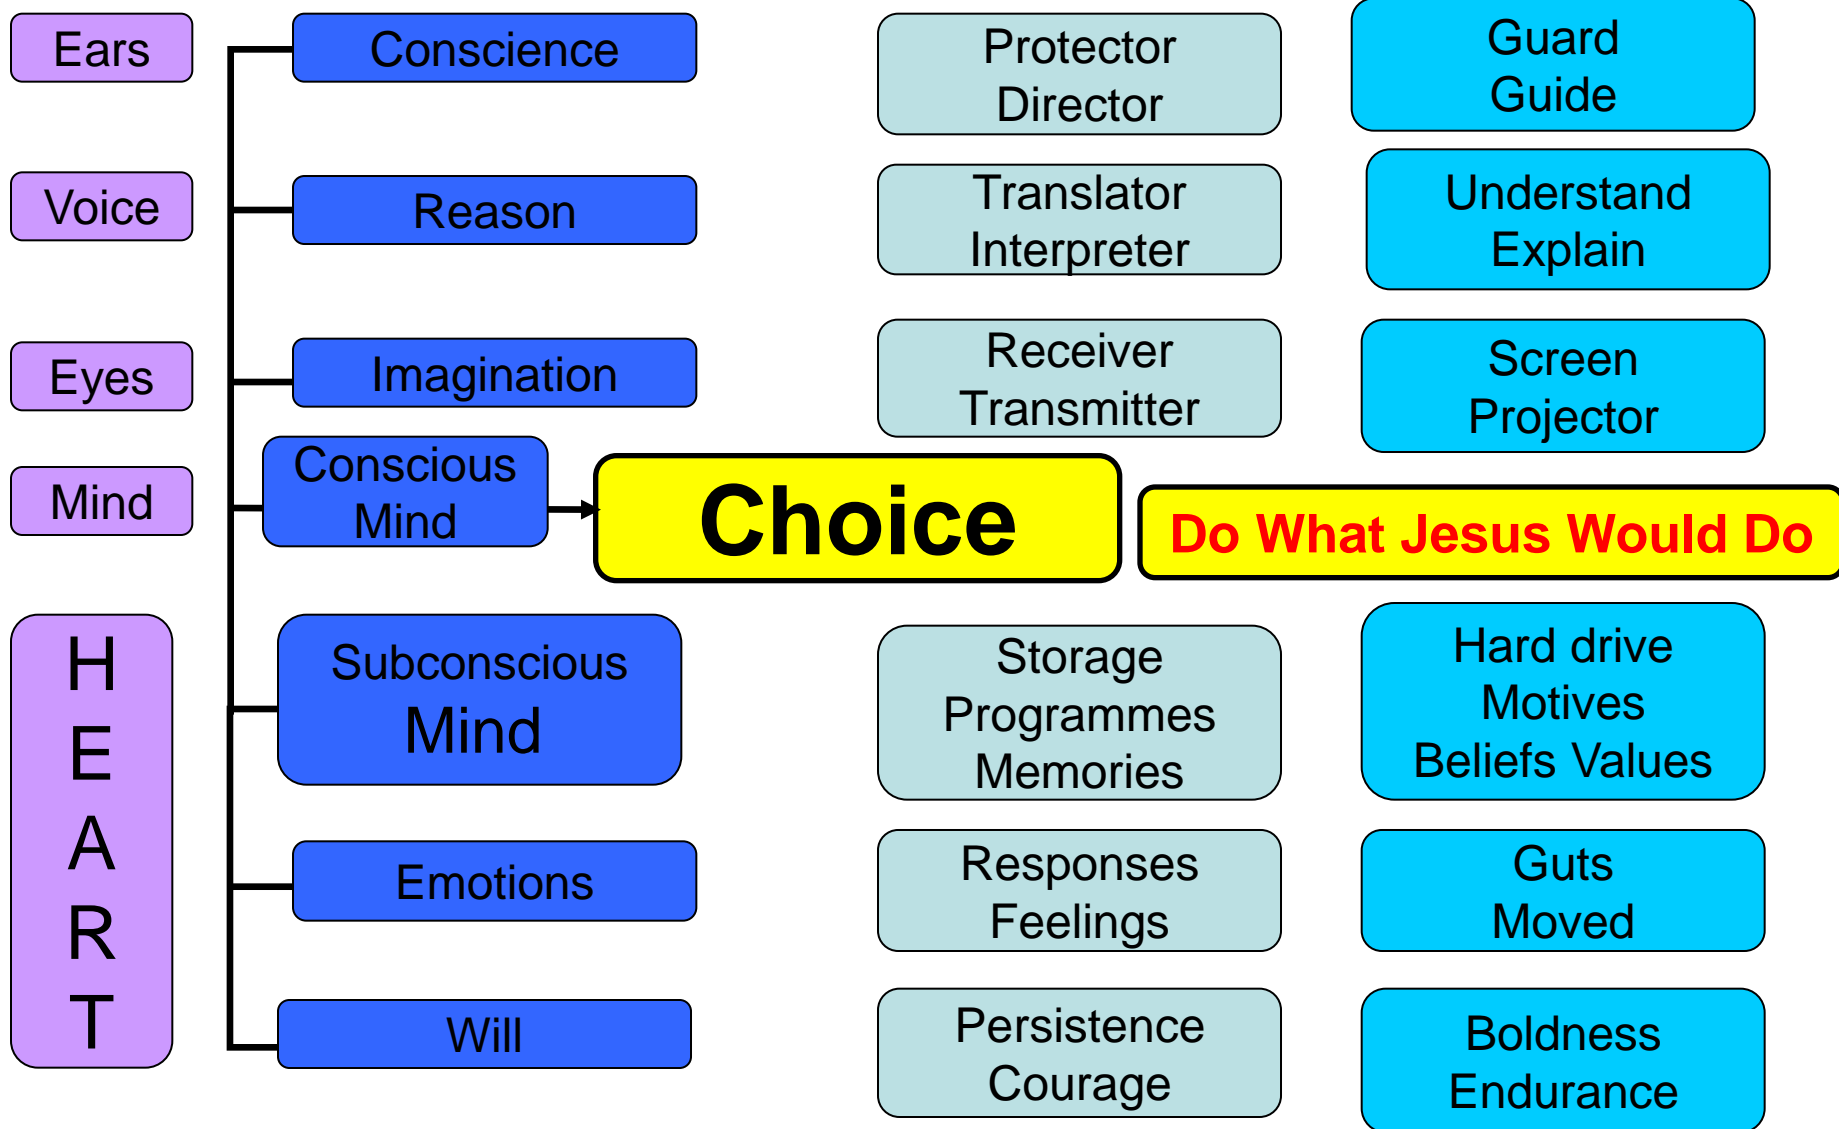 Ears
Conscience
Protector
Director
Guard
Guide
Voice
Reason
Translator
Interpreter
Understand
Explain
Eyes
Imagination
Receiver
Transmitter
Screen
Projector
Mind
Conscious
Mind
Choice
Do What Jesus Would Do
H
E
A
R
T
Subconscious
Mind
Storage
Programmes
Memories
Hard drive
Motives
Beliefs Values
Emotions
Responses
Feelings
Guts
Moved
Will
Persistence
Courage
Boldness
Endurance